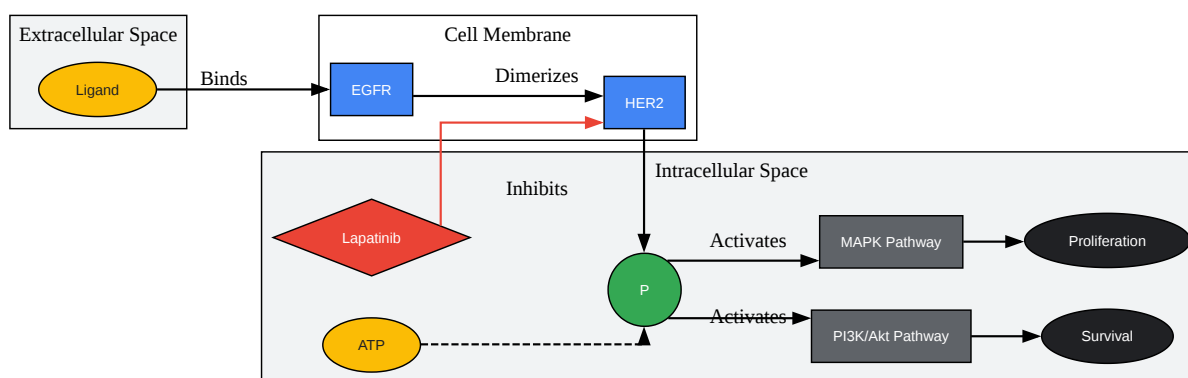 Extracellular Space
Cell Membrane
Ligand
Binds
EGFR
Dimerizes
HER2
Intracellular Space
Inhibits
Lapatinib
P
Activates
MAPK Pathway
Proliferation
ATP
Activates
PI3K/Akt Pathway
Survival